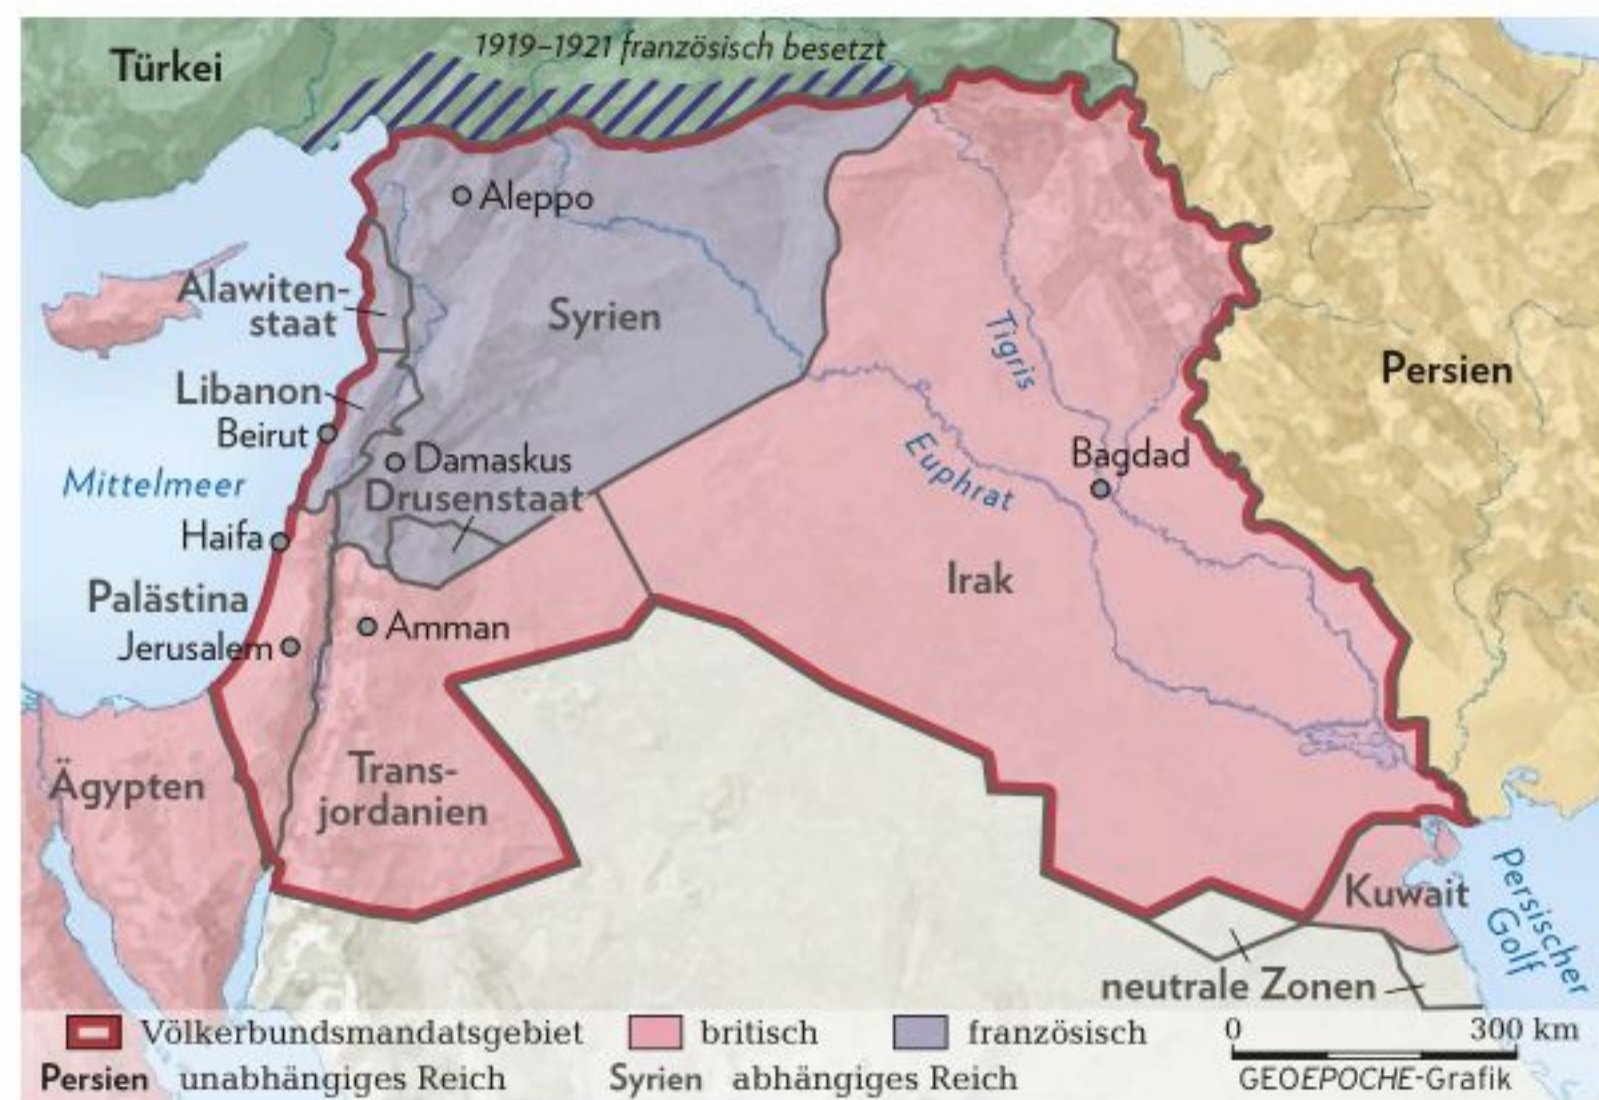 1919–1921 französisch besetzt
Türkei
Aleppo
Alawiten-
staat
Syrien
Tigris
Persien
Libanon
Beirut
Bagdad
Euphrat
Damaskus
Mittelmeer
Drusenstaat
Haifa
Irak
Palästina
Amman
Jerusalem
Ägypten
Trans-
jordanien
Kuwait
Persischer
Golf
neutrale Zonen
Völkerbundsmandatsgebiet britisch französisch
0 300 km
Persien unabhängiges Reich Syrien abhängiges Reich
GEOEPOCHE-Grafik